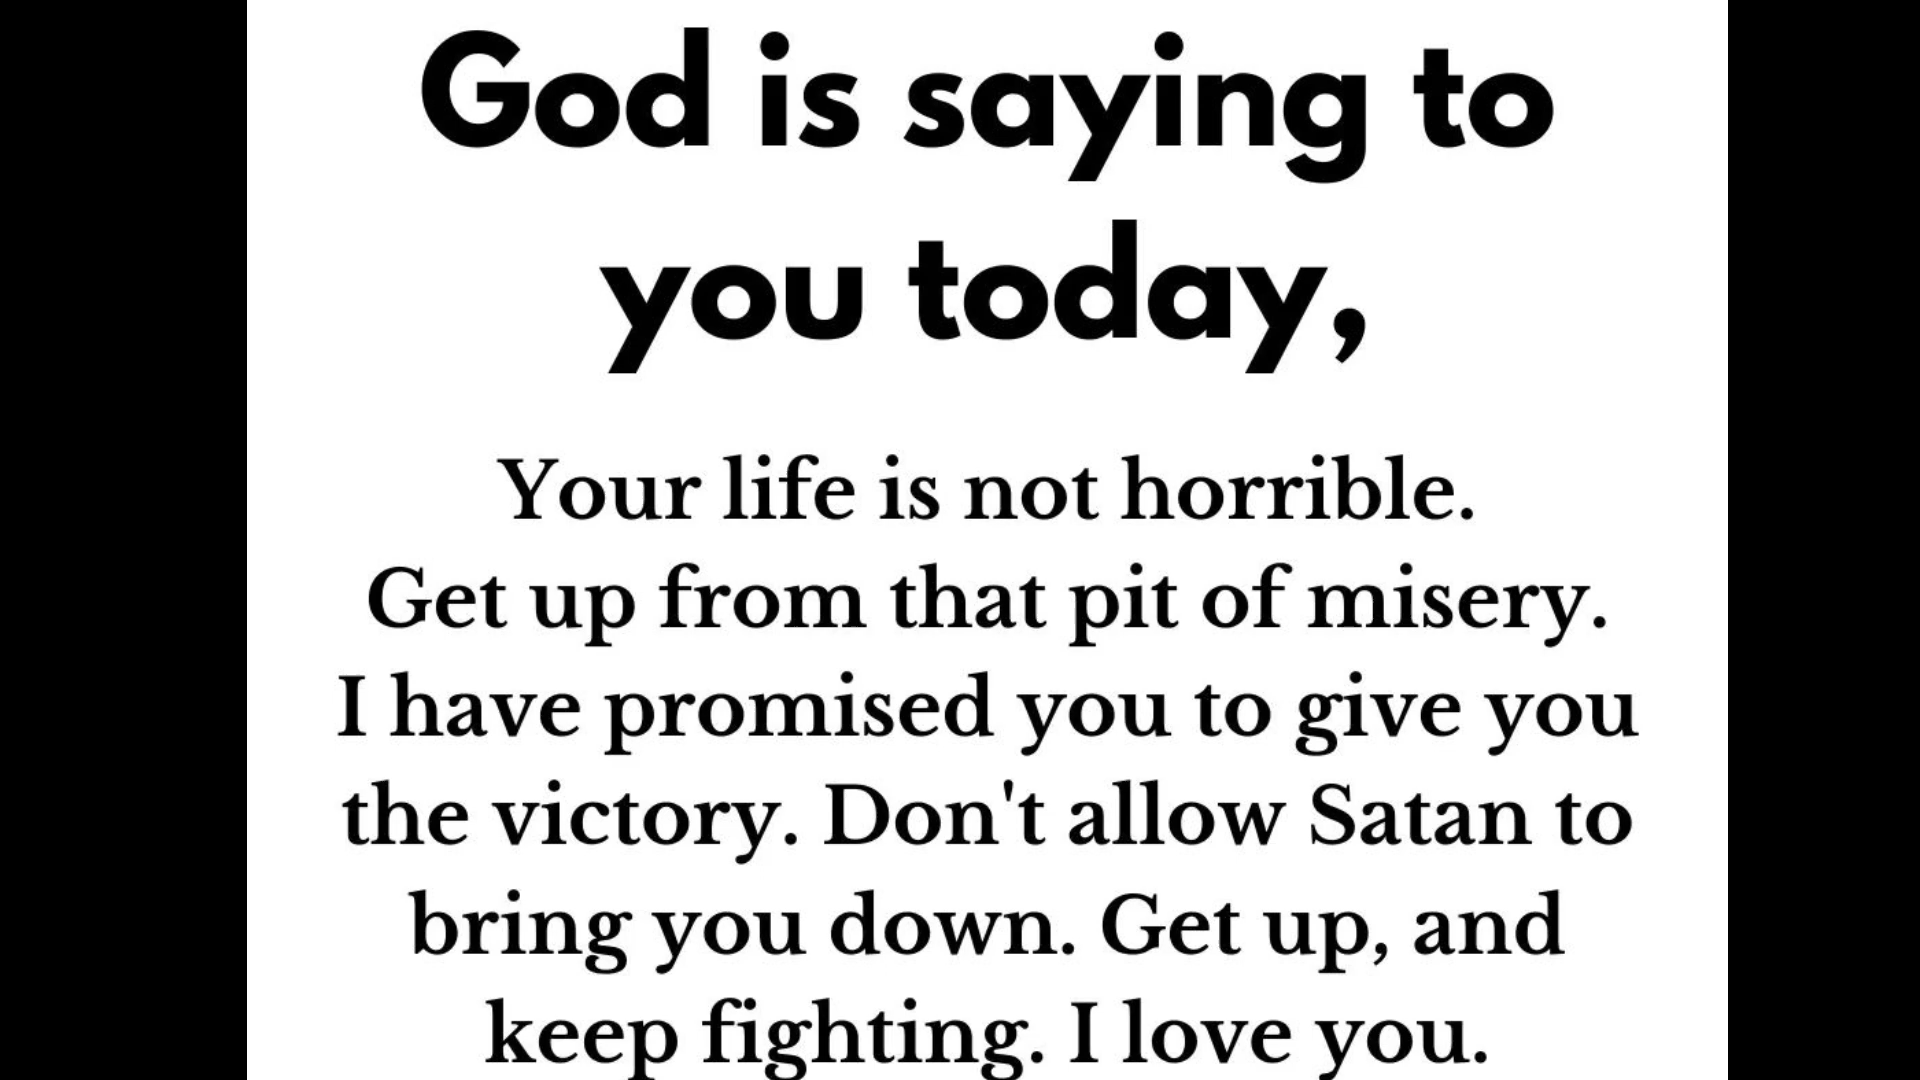 God is saying to
you today,
Your life is not horrible.
Get up from that pit of misery.
I have promised you to give you
the victory. Don't allow Satan to
bring you down. Get up, and
keep fighting. I love you.